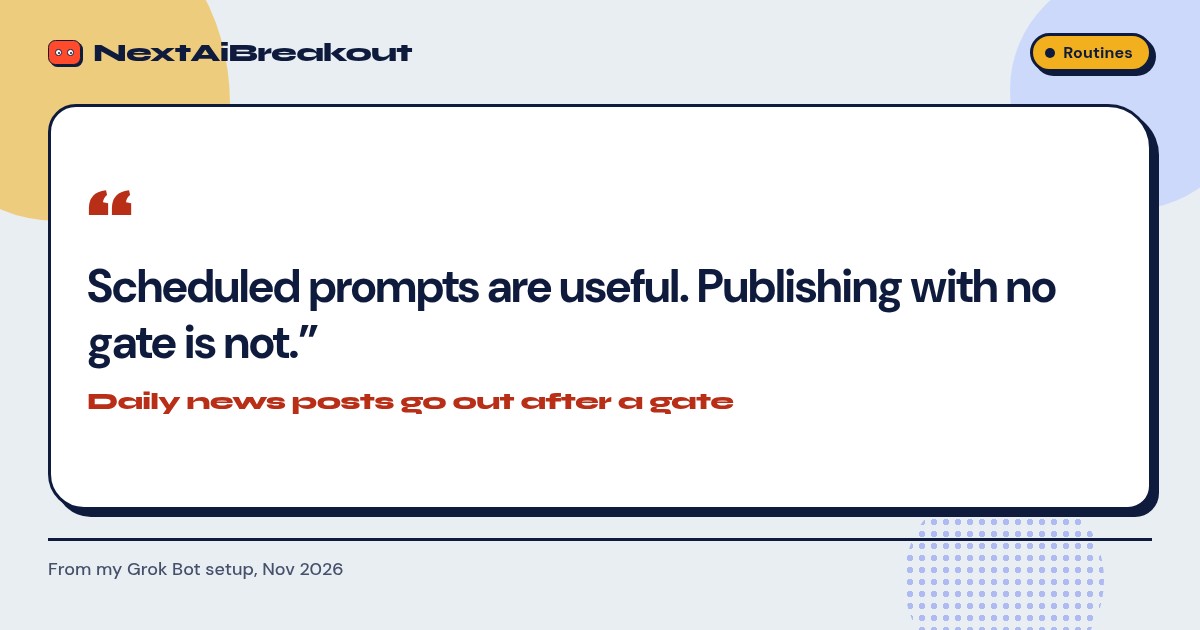 NextAiBreakout
Routines
“
Scheduled prompts are useful. Publishing with no
gate is not.”
Daily news posts go out after a gate
From my Grok Bot setup, Nov 2026